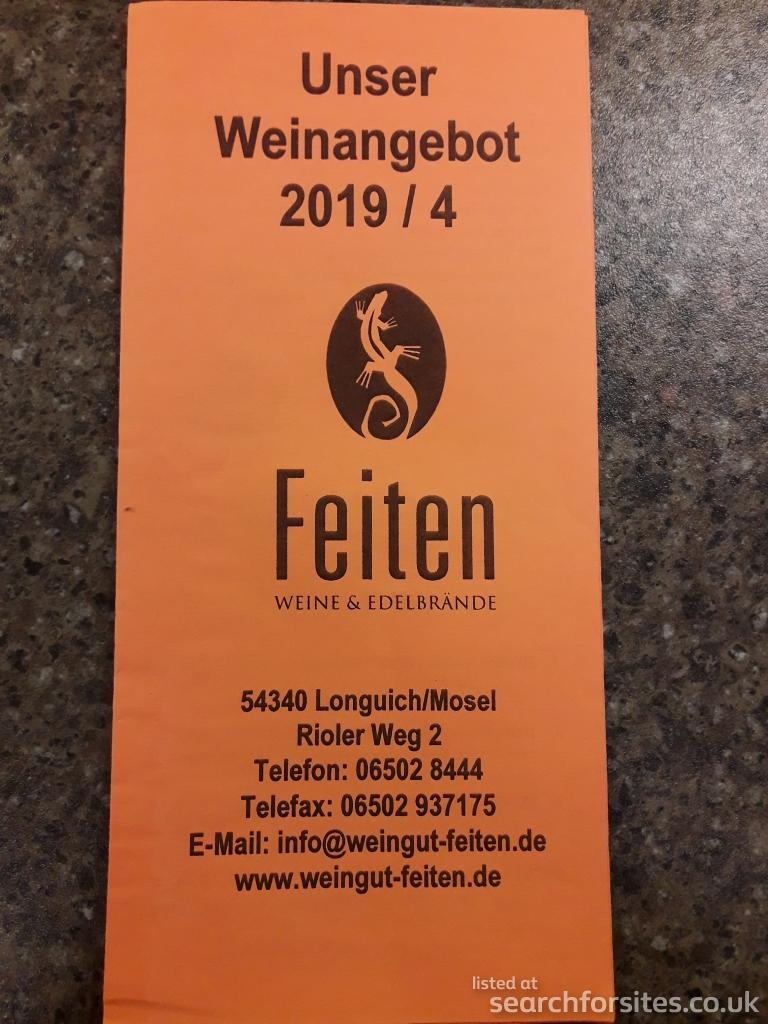 Unser
Weinangebot
2019 / 4
Feiten
WEINE & EDELBRÄNDE
54340 Longuich/Mosel
Rioler Weg 2
Telefon: 06502 8444
Telefax: 06502 937175
E-Mail: info@weingut-feiten.de
www.weingut-feiten.de
listed at
searchforsites.co.uk